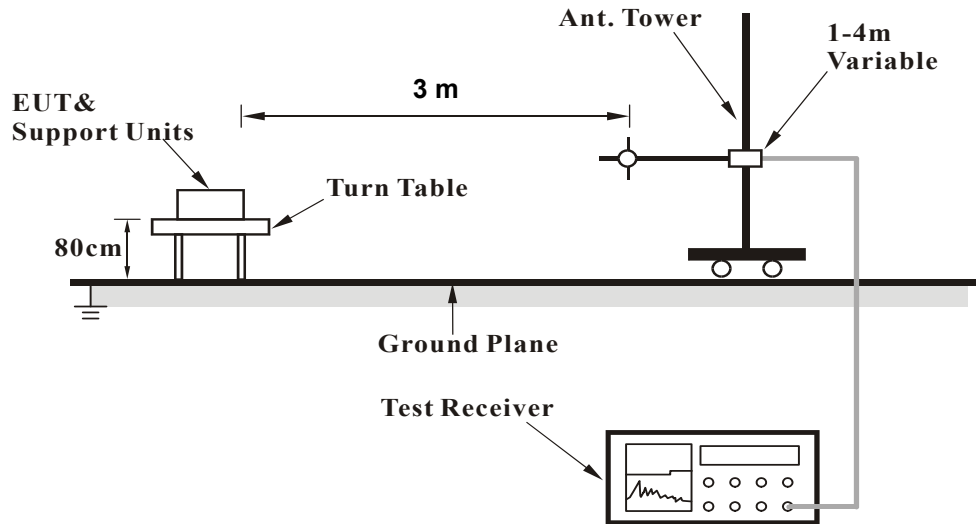 Ant. Tower
1-4m
Variable
3 m
EUT&
Support Units
Turn Table
80cm
Ground Plane
Test Receiver